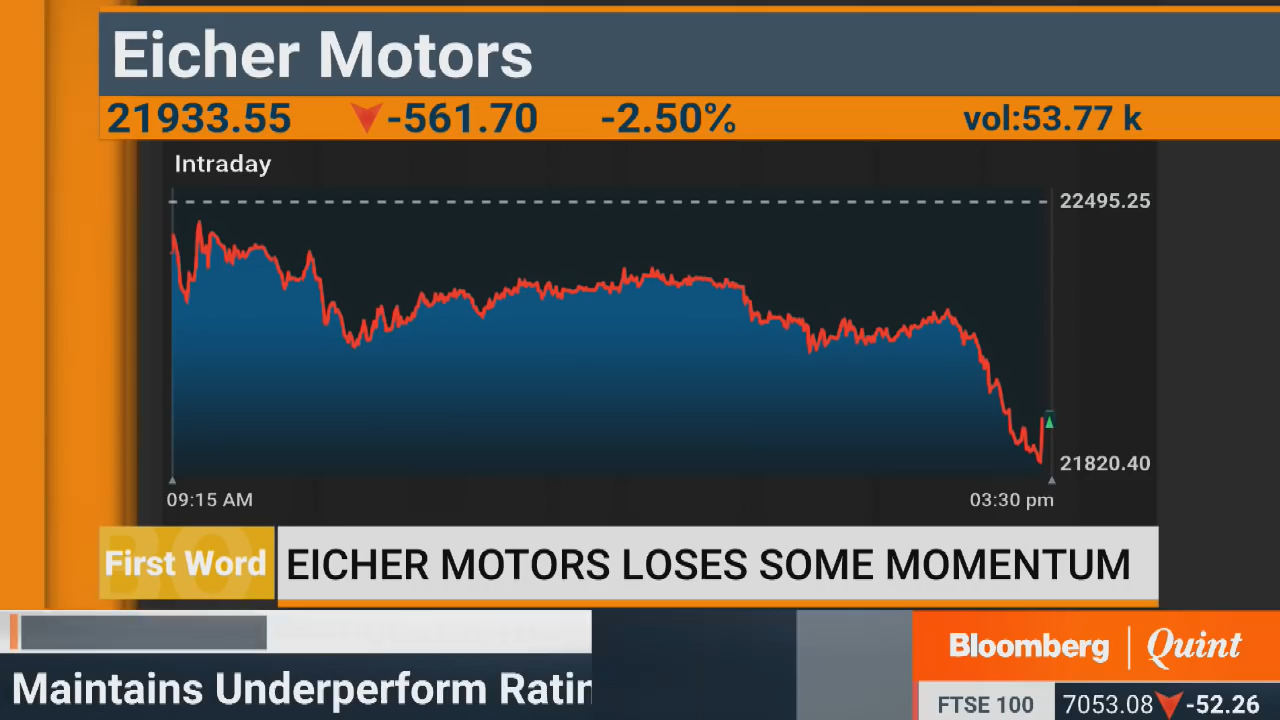 Eicher Motors
21933.55 -561.70 -2.50% vol:53.77 k
Intraday
22495.25
21820.40
09:15 AM 03:30 pm
First Word EICHER MOTORS LOSES SOME MOMENTUM
Maintains Underperform
Bloomberg | Quint
FTSE 100 7053.08 -52.26